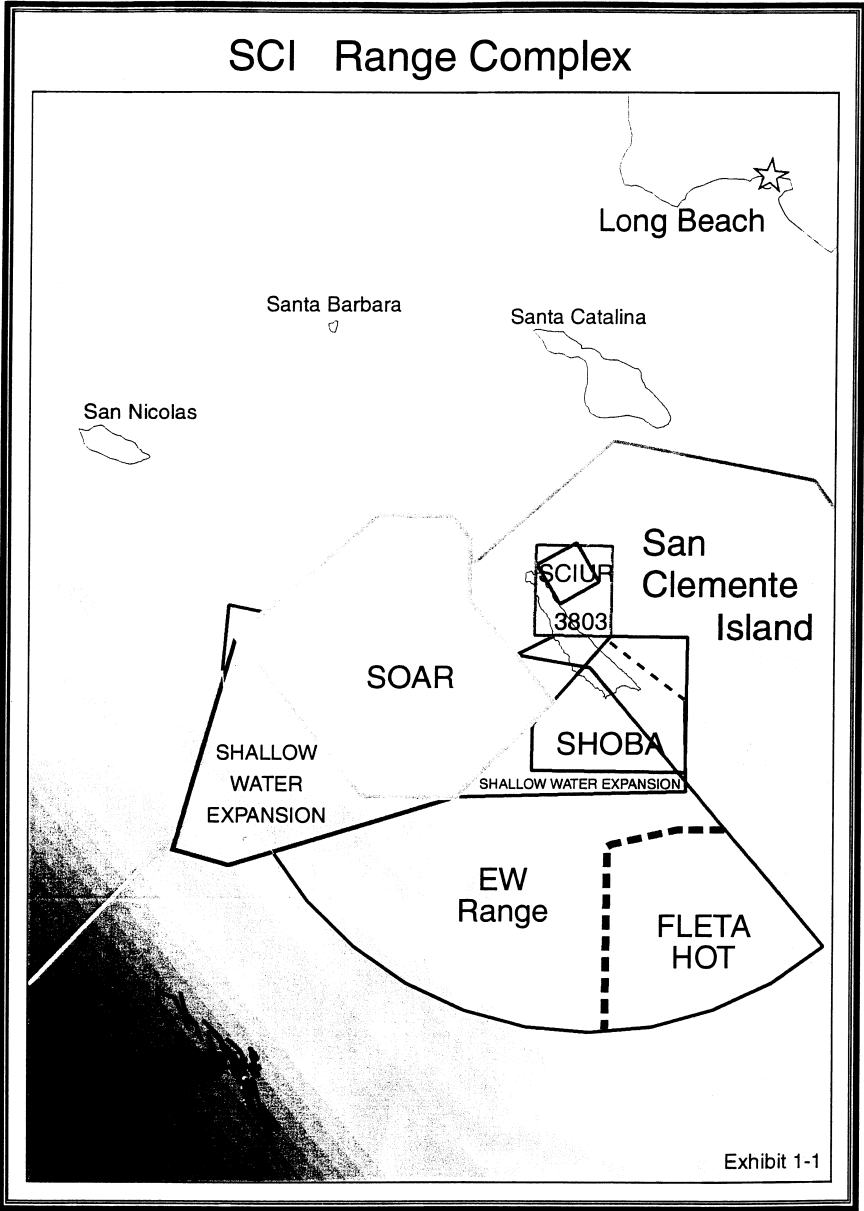 SCI Range Complex
Long Beach
Santa Barbara
Santa Catalina
San Nicolas
San
Clemente
Island
SCIUR
3803
SOAR
SHOBA
SHALLOW
WATER
EXPANSION
SHALLOW WATER EXPANSION
EW
Range
FLETA
HOT
Exhibit 1-1